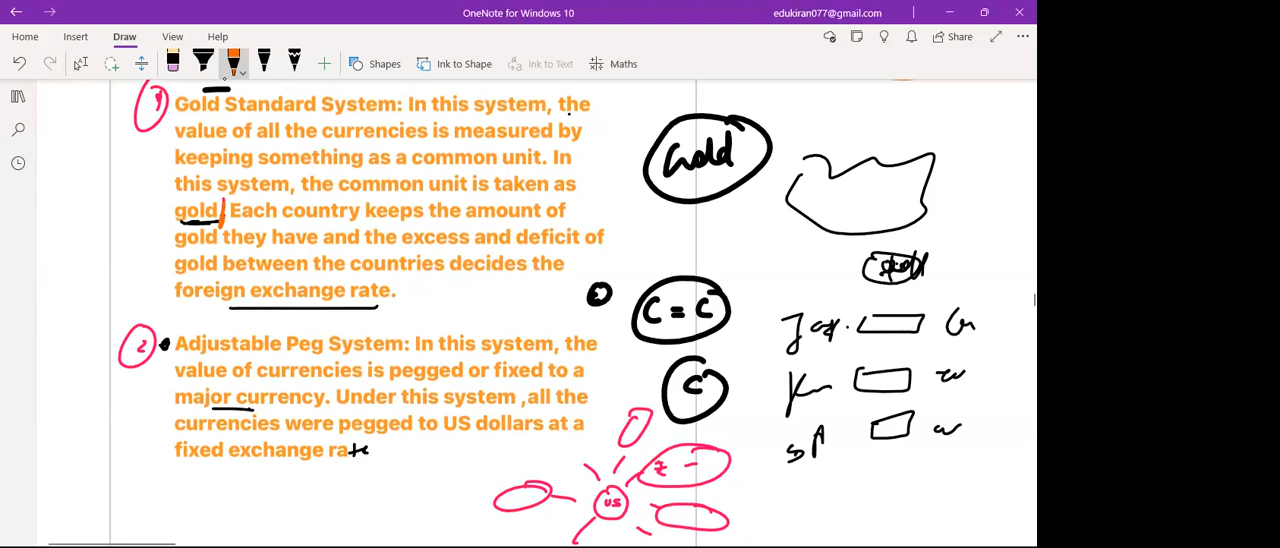 OneNote for Windows 10
edukiran077@gmail.com
Home Insert Draw View Help
Share
Shapes
Ink to Shape
Ink to Text
Maths
1
Gold Standard System: In this system, the
value of all the currencies is measured by
keeping something as a common unit. In
this system, the common unit is taken as
gold. Each country keeps the amount of
gold they have and the excess and deficit of
gold between the countries decides the
foreign exchange rate.
2
Adjustable Peg System: In this system, the
value of currencies is pegged or fixed to a
major currency. Under this system ,all the
currencies were pegged to US dollars at a
fixed exchange rate
Gold
C = C
C
US